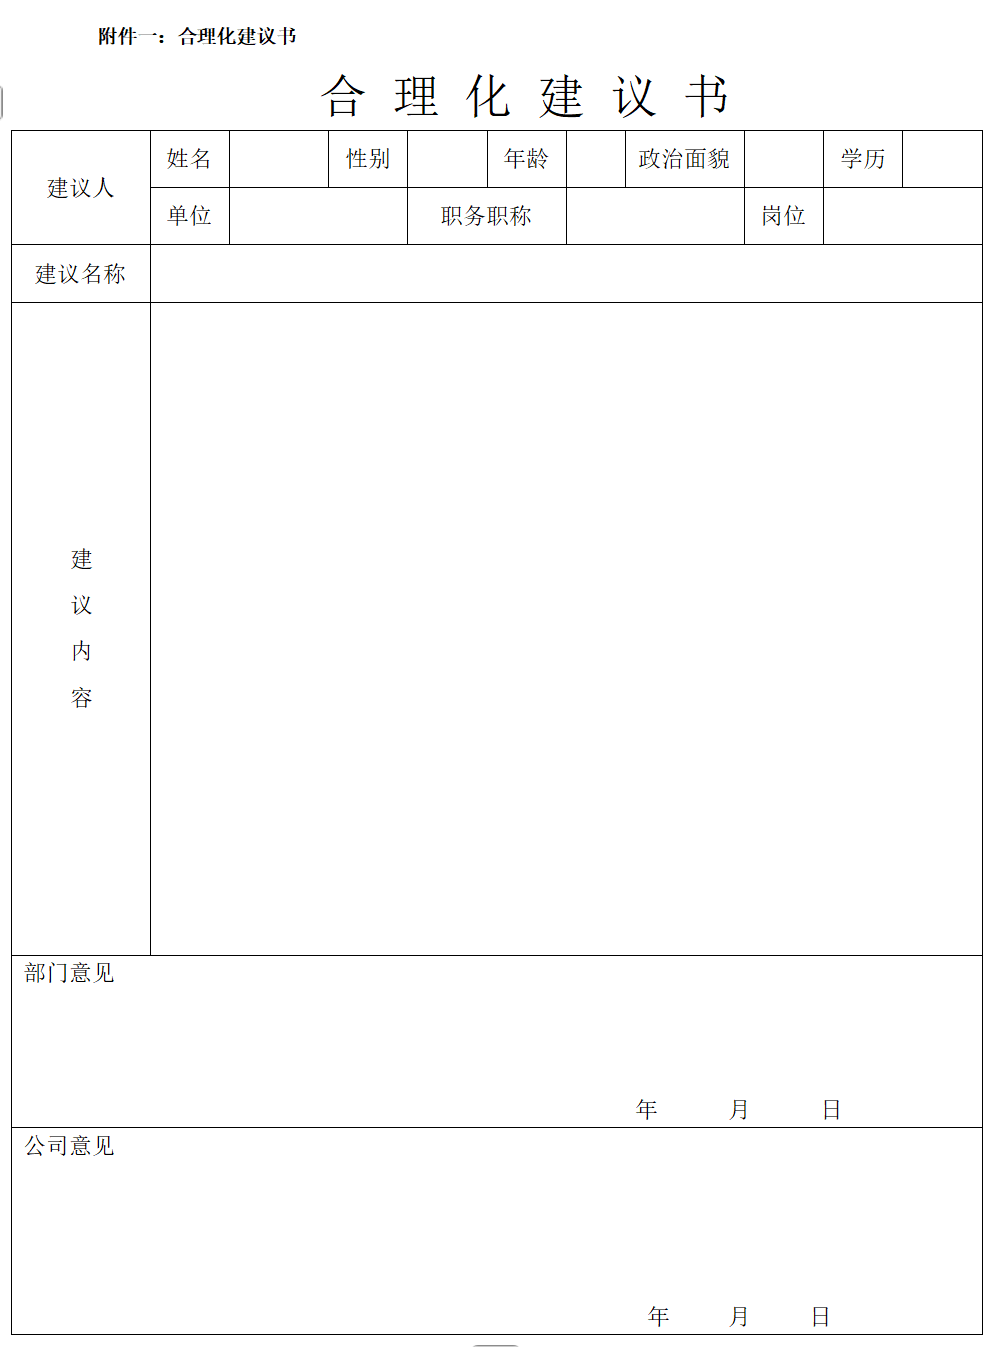 附件一：合理化建议书
合理化建议书
建议人 姓名 性别 年龄 政治面貌 学历
单位 职务职称 岗位
建议名称
建
议
内
容
部门意见
年 月 日
公司意见
年 月 日